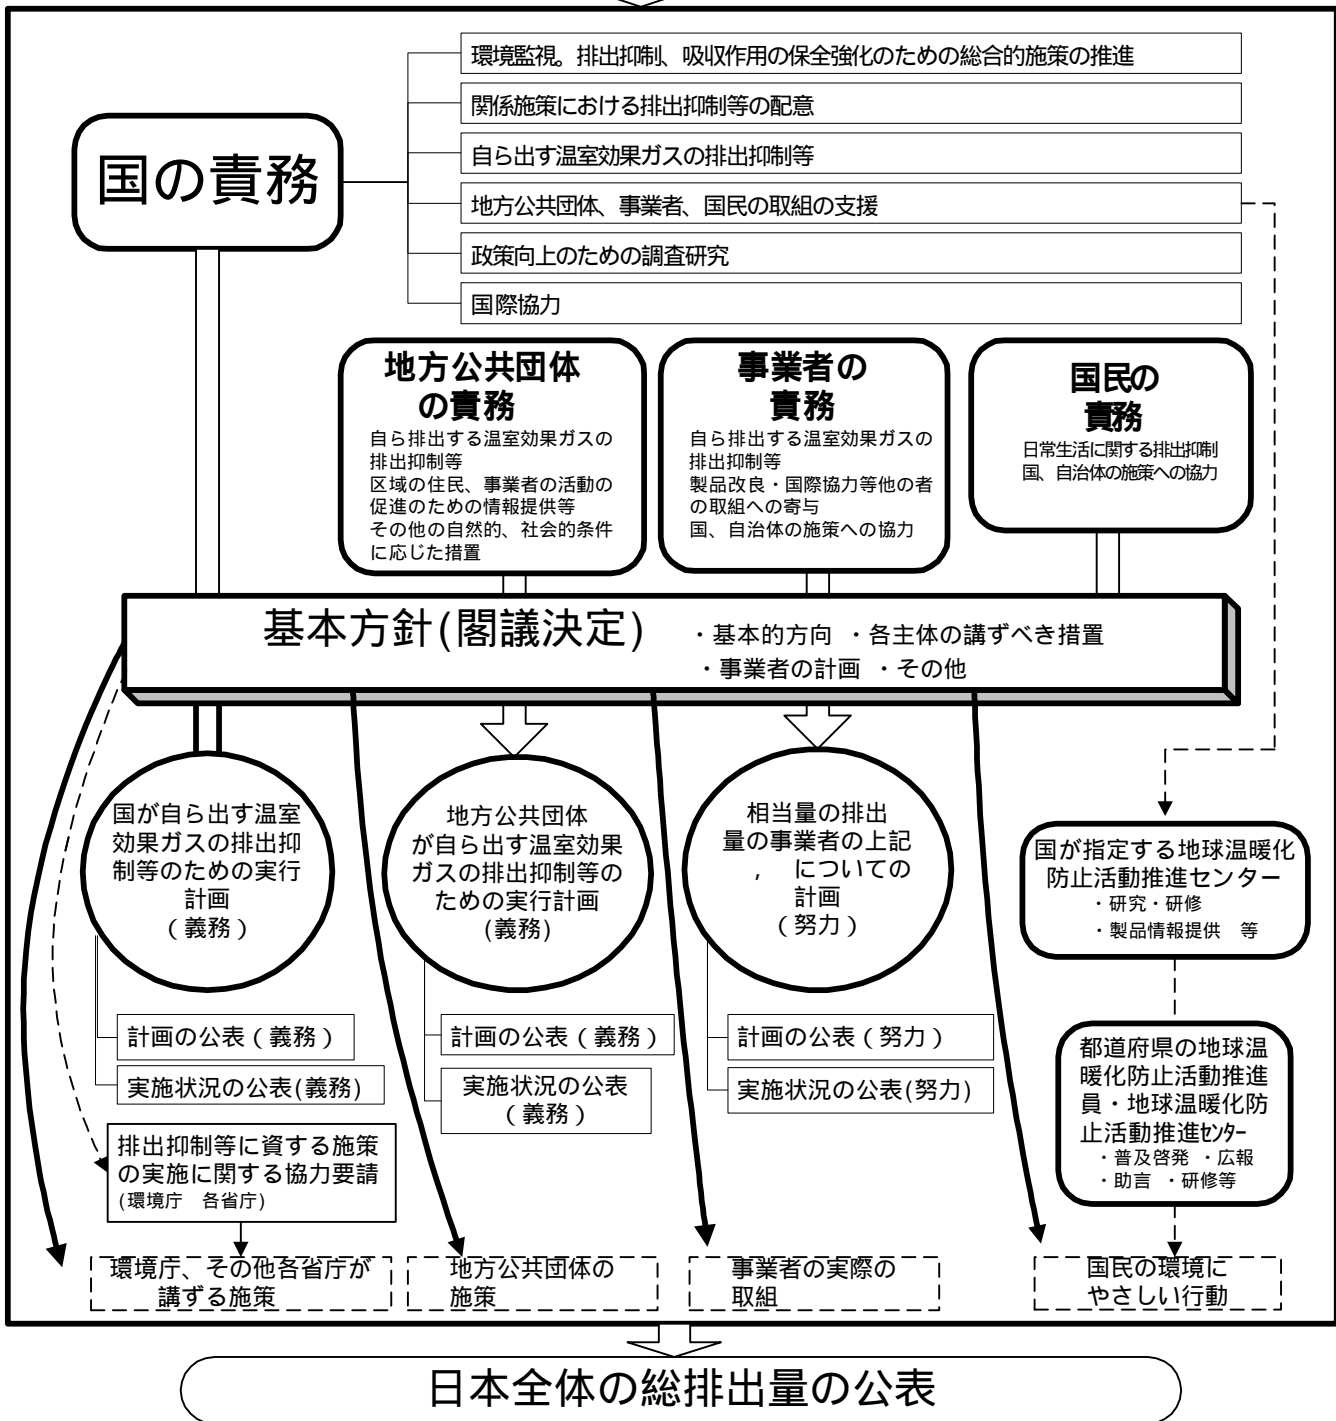 環境監視。排出抑制、吸収作用の保全強化のための総合的施策の推進
関係施策における排出抑制等の配意
自ら出す温室効果ガスの排出抑制等
地方公共団体、事業者、国民の取組の支援
政策向上のための調査研究
国際協力
国の責務
地方公共団体
の責務
自ら排出する温室効果ガスの
排出抑制等
区域の住民、事業者の活動の
促進のための情報提供等
その他の自然的、社会的条件
に応じた措置
事業者の
責務
自ら排出する温室効果ガスの
排出抑制等
製品改良・国際協力等他の者
の取組への寄与
国、自治体の施策への協力
国民の
責務
日常生活に関する排出抑制
国、自治体の施策への協力
基本方針(閣議決定)
・基本的方向 ・各主体の講ずべき措置
・事業者の計画 ・その他
国が自ら出す温室
効果ガスの排出抑
制等のための実行
計画
(義務)
計画の公表(義務)
実施状況の公表(義務)
排出抑制等に資する施策
の実施に関する協力要請
(環境庁 各省庁)
環境庁、その他各省庁が
講ずる施策
地方公共団体
が自ら出す温室効果
ガスの排出抑制等の
ための実行計画
(義務)
計画の公表(義務)
実施状況の公表
(義務)
地方公共団体の
施策
相当量の排出
量の事業者の上記
, についての
計画
(努力)
計画の公表(努力)
実施状況の公表(努力)
事業者の実際の
取組
国が指定する地球温暖化
防止活動推進センター
・研究・研修
・製品情報提供 等
都道府県の地球温
暖化防止活動推進
員・地球温暖化防
止活動推進ｾﾝﾀｰ
・普及啓発 ・広報
・助言 ・研修等
国民の環境に
やさしい行動
日本全体の総排出量の公表